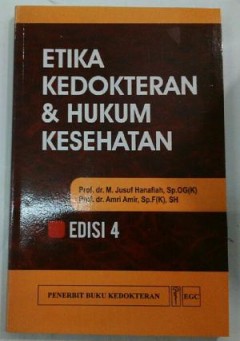 ETIKA
KEDOKTERAN
& HUKUM
KESEHATAN
Prof. dr. M. Jusuf Hanafiah, Sp.OG(K)
Prof. dr. Amri Amir, Sp.F(K), SH
EDISI 4
PENERBIT BUKU KEDOKTERAN EGC